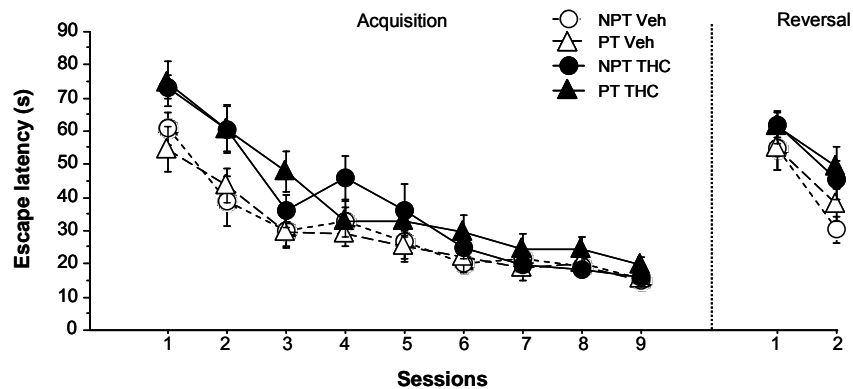 Acquisition
Reversal
NPT Veh
PT Veh
NPT THC
PT THC
Escape latency (s)
90
80
70
60
50
40
30
20
10
0
1 2 3 4 5 6 7 8 9 1 2
Sessions